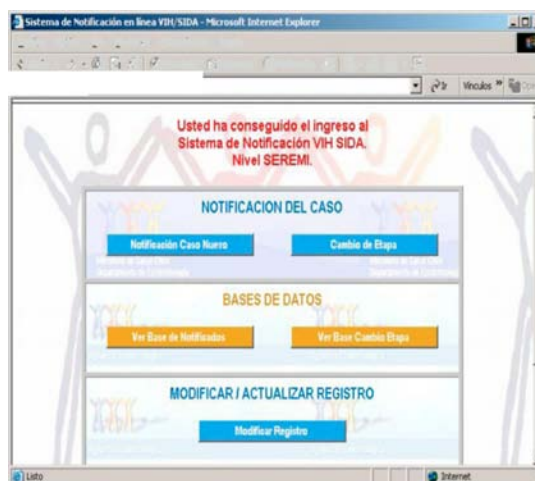 Sistema de Notificación en línea VIH/SIDA - Microsoft Internet Explorer
Ir Vínculos »
Usted ha conseguido el ingreso al
Sistema de Notificación VIH SIDA.
Nivel SEREMI.
NOTIFICACION DEL CASO
Notificación Caso Nuevo Cambio de Etapa
BASES DE DATOS
Ver Base de Notificados Ver Base Cambio Etapa
MODIFICAR / ACTUALIZAR REGISTRO
Modificar Registro
Listo Internet